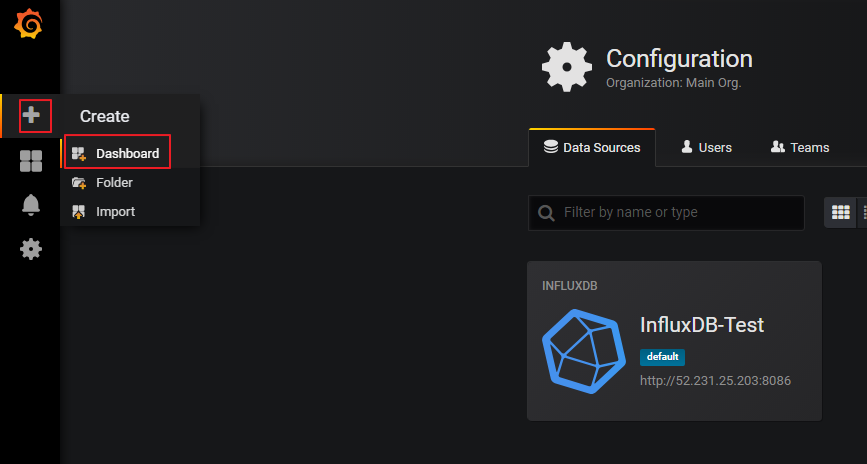 Configuration
Organization: Main Org.
Create
Dashboard
Folder
Import
Data Sources
Users
Teams
Filter by name or type
INFLUXDB
InfluxDB-Test
default
http://52.231.25.203:8086